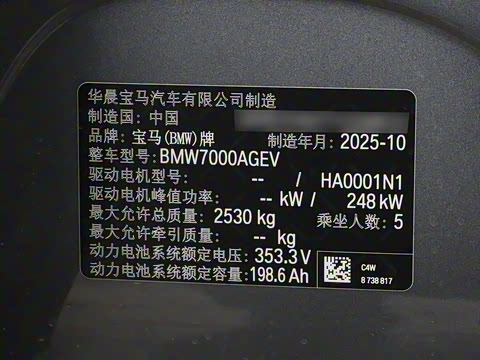 华晨宝马汽车有限公司制造
制造国: 中国
品牌: 宝马(BMW)牌 制造年月: 2025-10
整车型号: BMW7000AGEV
驱动电机型号: -- / HA0001N1
驱动电机峰值功率: -- kW / 248 kW
最大允许总质量: 2530 kg 乘坐人数: 5
最大允许牵引质量: -- kg
动力电池系统额定电压: 353.3 V
动力电池系统额定容量: 198.6 Ah
C4W
8 738 817